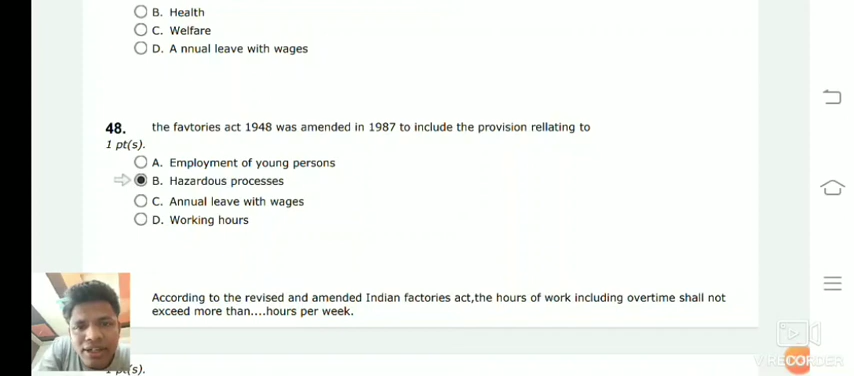 B. Health
C. Welfare
D. A nnual leave with wages
48. the favtories act 1948 was amended in 1987 to include the provision rellating to
1 pt(s).
A. Employment of young persons
B. Hazardous processes
C. Annual leave with wages
D. Working hours
According to the revised and amended Indian factories act,the hours of work including overtime shall not
exceed more than....hours per week.
pt(s).
VRECORDER